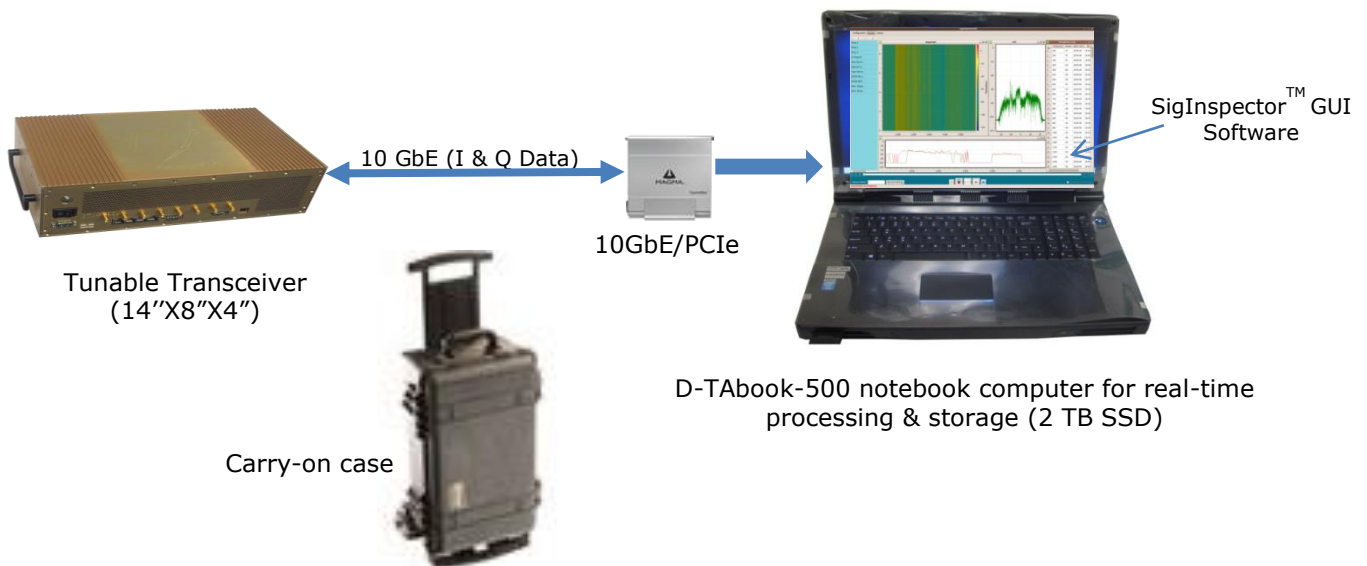 10 GbE (I & Q Data)
MAGMA
10GbE/PCIe
SigInspector™ GUI
Software
Tunable Transceiver
(14’’X8”X4”)
D-TAbook-500 notebook computer for real-time
processing & storage (2 TB SSD)
Carry-on case